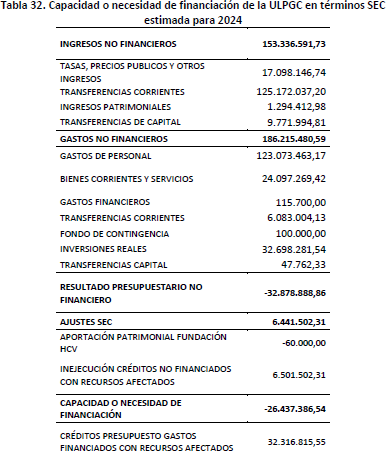 Tabla 32. Capacidad o necesidad de financiación de la ULPGC en términos SEC
estimada para 2024
INGRESOS NO FINANCIEROS 153.336.591,73
TASAS, PRECIOS PUBLICOS Y OTROS
INGRESOS 17.098.146,74
TRANSFERENCIAS CORRIENTES 125.172.037,20
INGRESOS PATRIMONIALES 1.294.412,98
TRANSFERENCIAS DE CAPITAL 9.771.994,81
GASTOS NO FINANCIEROS 186.215.480,59
GASTOS DE PERSONAL 123.073.463,17
BIENES CORRIENTES Y SERVICIOS 24.097.269,42
GASTOS FINANCIEROS 115.700,00
TRANSFERENCIAS CORRIENTES 6.083.004,13
FONDO DE CONTINGENCIA 100.000,00
INVERSIONES REALES 32.698.281,54
TRANSFERENCIAS CAPITAL 47.762,33
RESULTADO PRESUPUESTARIO NO
FINANCIERO -32.878.888,86
AJUSTES SEC 6.441.502,31
APORTACIÓN PATRIMONIAL FUNDACIÓN
HCV -60.000,00
INEJECUCIÓN CRÉDITOS NO FINANCIADOS
CON RECURSOS AFECTADOS 6.501.502,31
CAPACIDAD O NECESIDAD DE
FINANCIACIÓN -26.437.386,54
CRÉDITOS PRESUPUESTO GASTOS
FINANCIADOS CON RECURSOS AFECTADOS 32.316.815,55